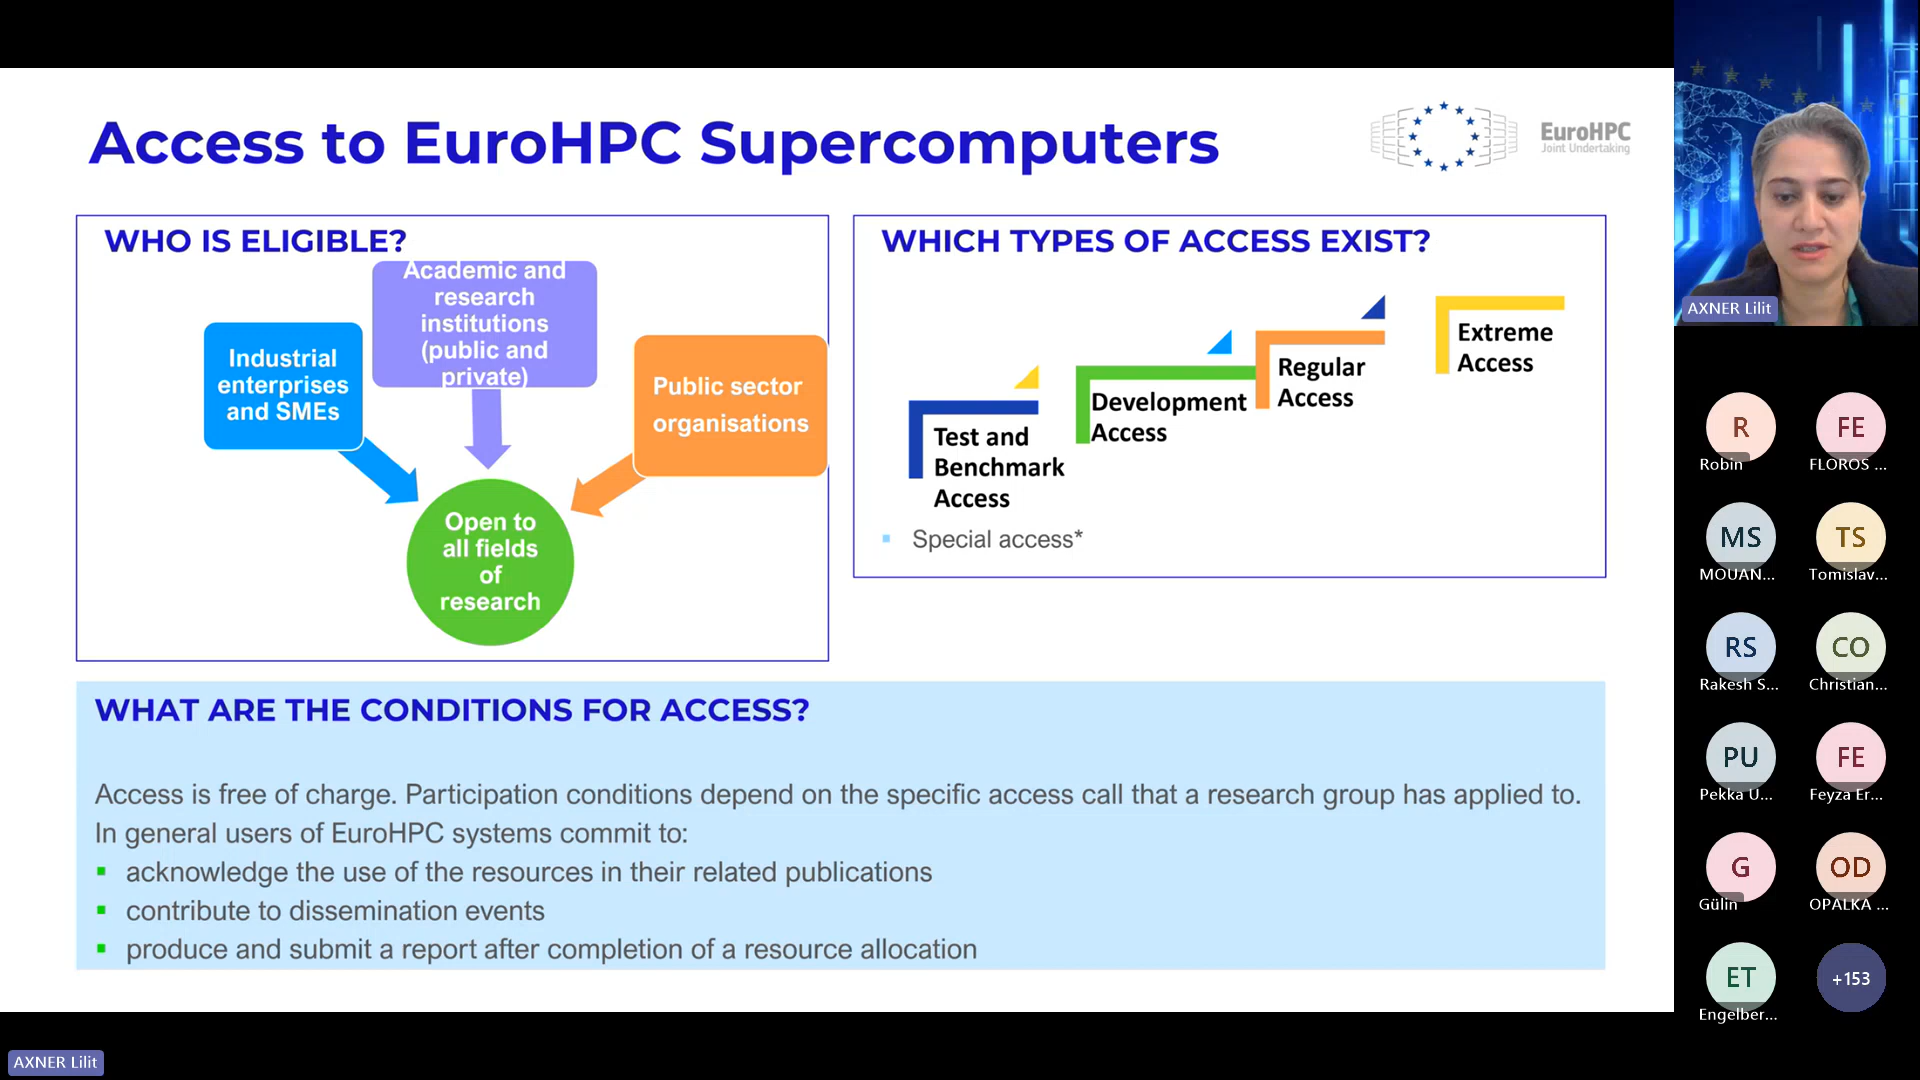 Access to EuroHPC Supercomputers
EuroHPC
Joint Undertaking
WHO IS ELIGIBLE?
Industrial
enterprises
and SMEs
Academic and
research
institutions
(public and
private)
Public sector
organisations
Open to
all fields
of
research
WHICH TYPES OF ACCESS EXIST?
Test and
Benchmark
Access
Development
Access
Regular
Access
Extreme
Access
Special access*
WHAT ARE THE CONDITIONS FOR ACCESS?
Access is free of charge. Participation conditions depend on the specific access call that a research group has applied to.
In general users of EuroHPC systems commit to:
acknowledge the use of the resources in their related publications
contribute to dissemination events
produce and submit a report after completion of a resource allocation
AXNER Lilit
R
Robin
FE
FLOROS ...
MS
MOUAN...
TS
Tomislav...
RS
Rakesh S...
CO
Christian...
PU
Pekka U...
FE
Feyza Er...
G
Gülin
OD
OPALKA ...
ET
Engelber...
+153
AXNER Lilit